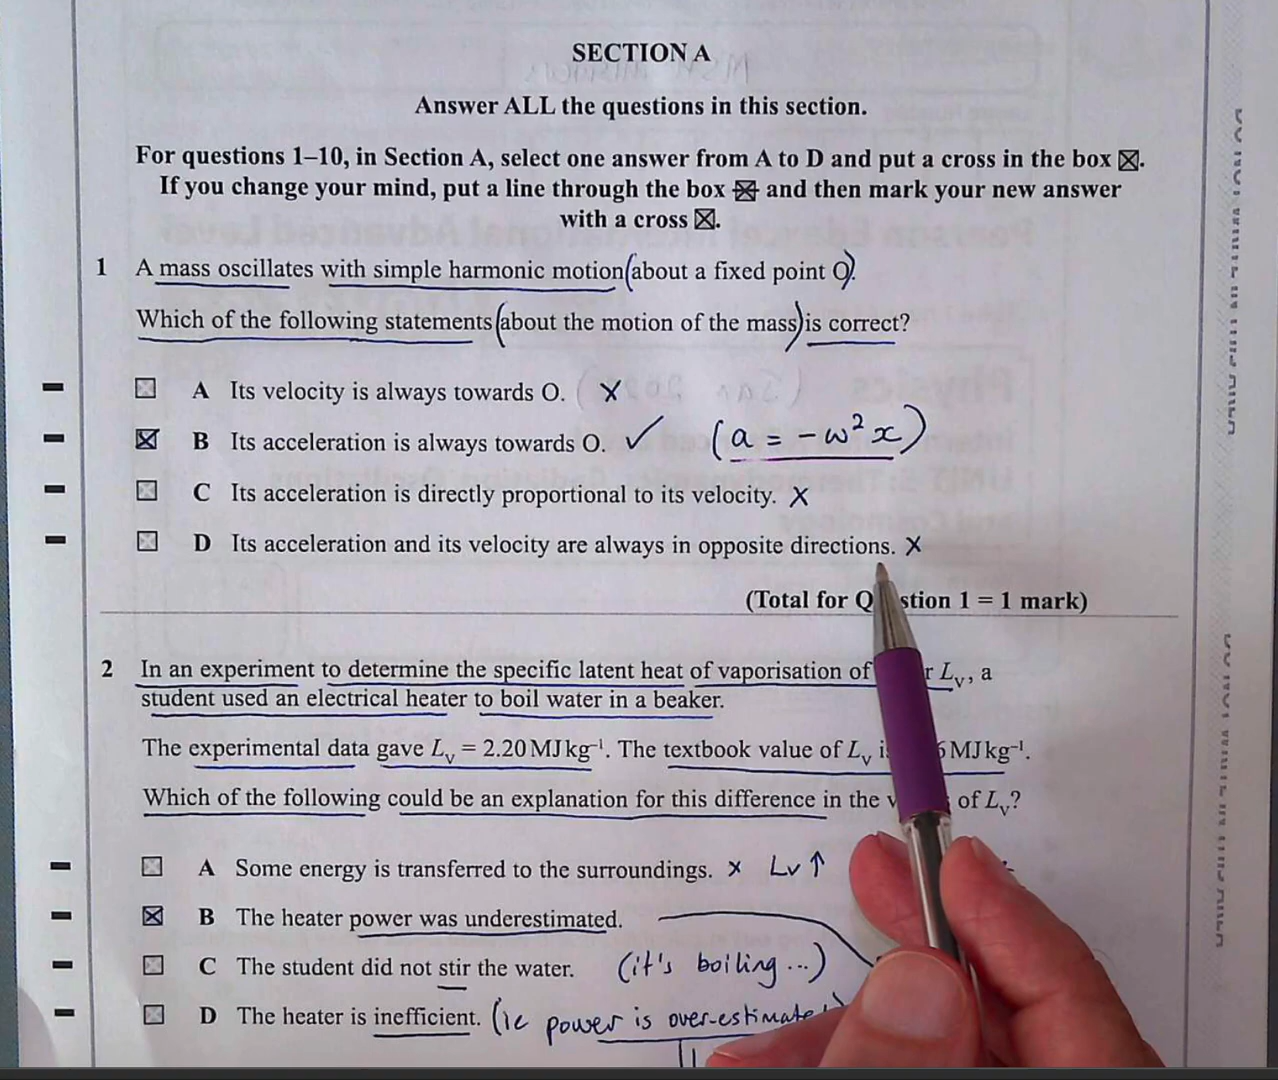 SECTION A
Answer ALL the questions in this section.
For questions 1–10, in Section A, select one answer from A to D and put a cross in the box ☒.
If you change your mind, put a line through the box and then mark your new answer
with a cross ☒.
1 A mass oscillates with simple harmonic motion (about a fixed point O).
Which of the following statements (about the motion of the mass) is correct?
A Its velocity is always towards O. X
B Its acceleration is always towards O. ✓ (a = -ω²x)
C Its acceleration is directly proportional to its velocity. X
D Its acceleration and its velocity are always in opposite directions. X
(Total for Q stion 1 = 1 mark)
2 In an experiment to determine the specific latent heat of vaporisation of r Lv, a
student used an electrical heater to boil water in a beaker.
The experimental data gave Lv = 2.20 MJ kg⁻¹. The textbook value of Lv 6 MJ kg⁻¹.
Which of the following could be an explanation for this difference in the of Lv?
A Some energy is transferred to the surroundings. x Lv ↑
B The heater power was underestimated.
C The student did not stir the water. (it's boiling...)
D The heater is inefficient. (ie power is over-estimate